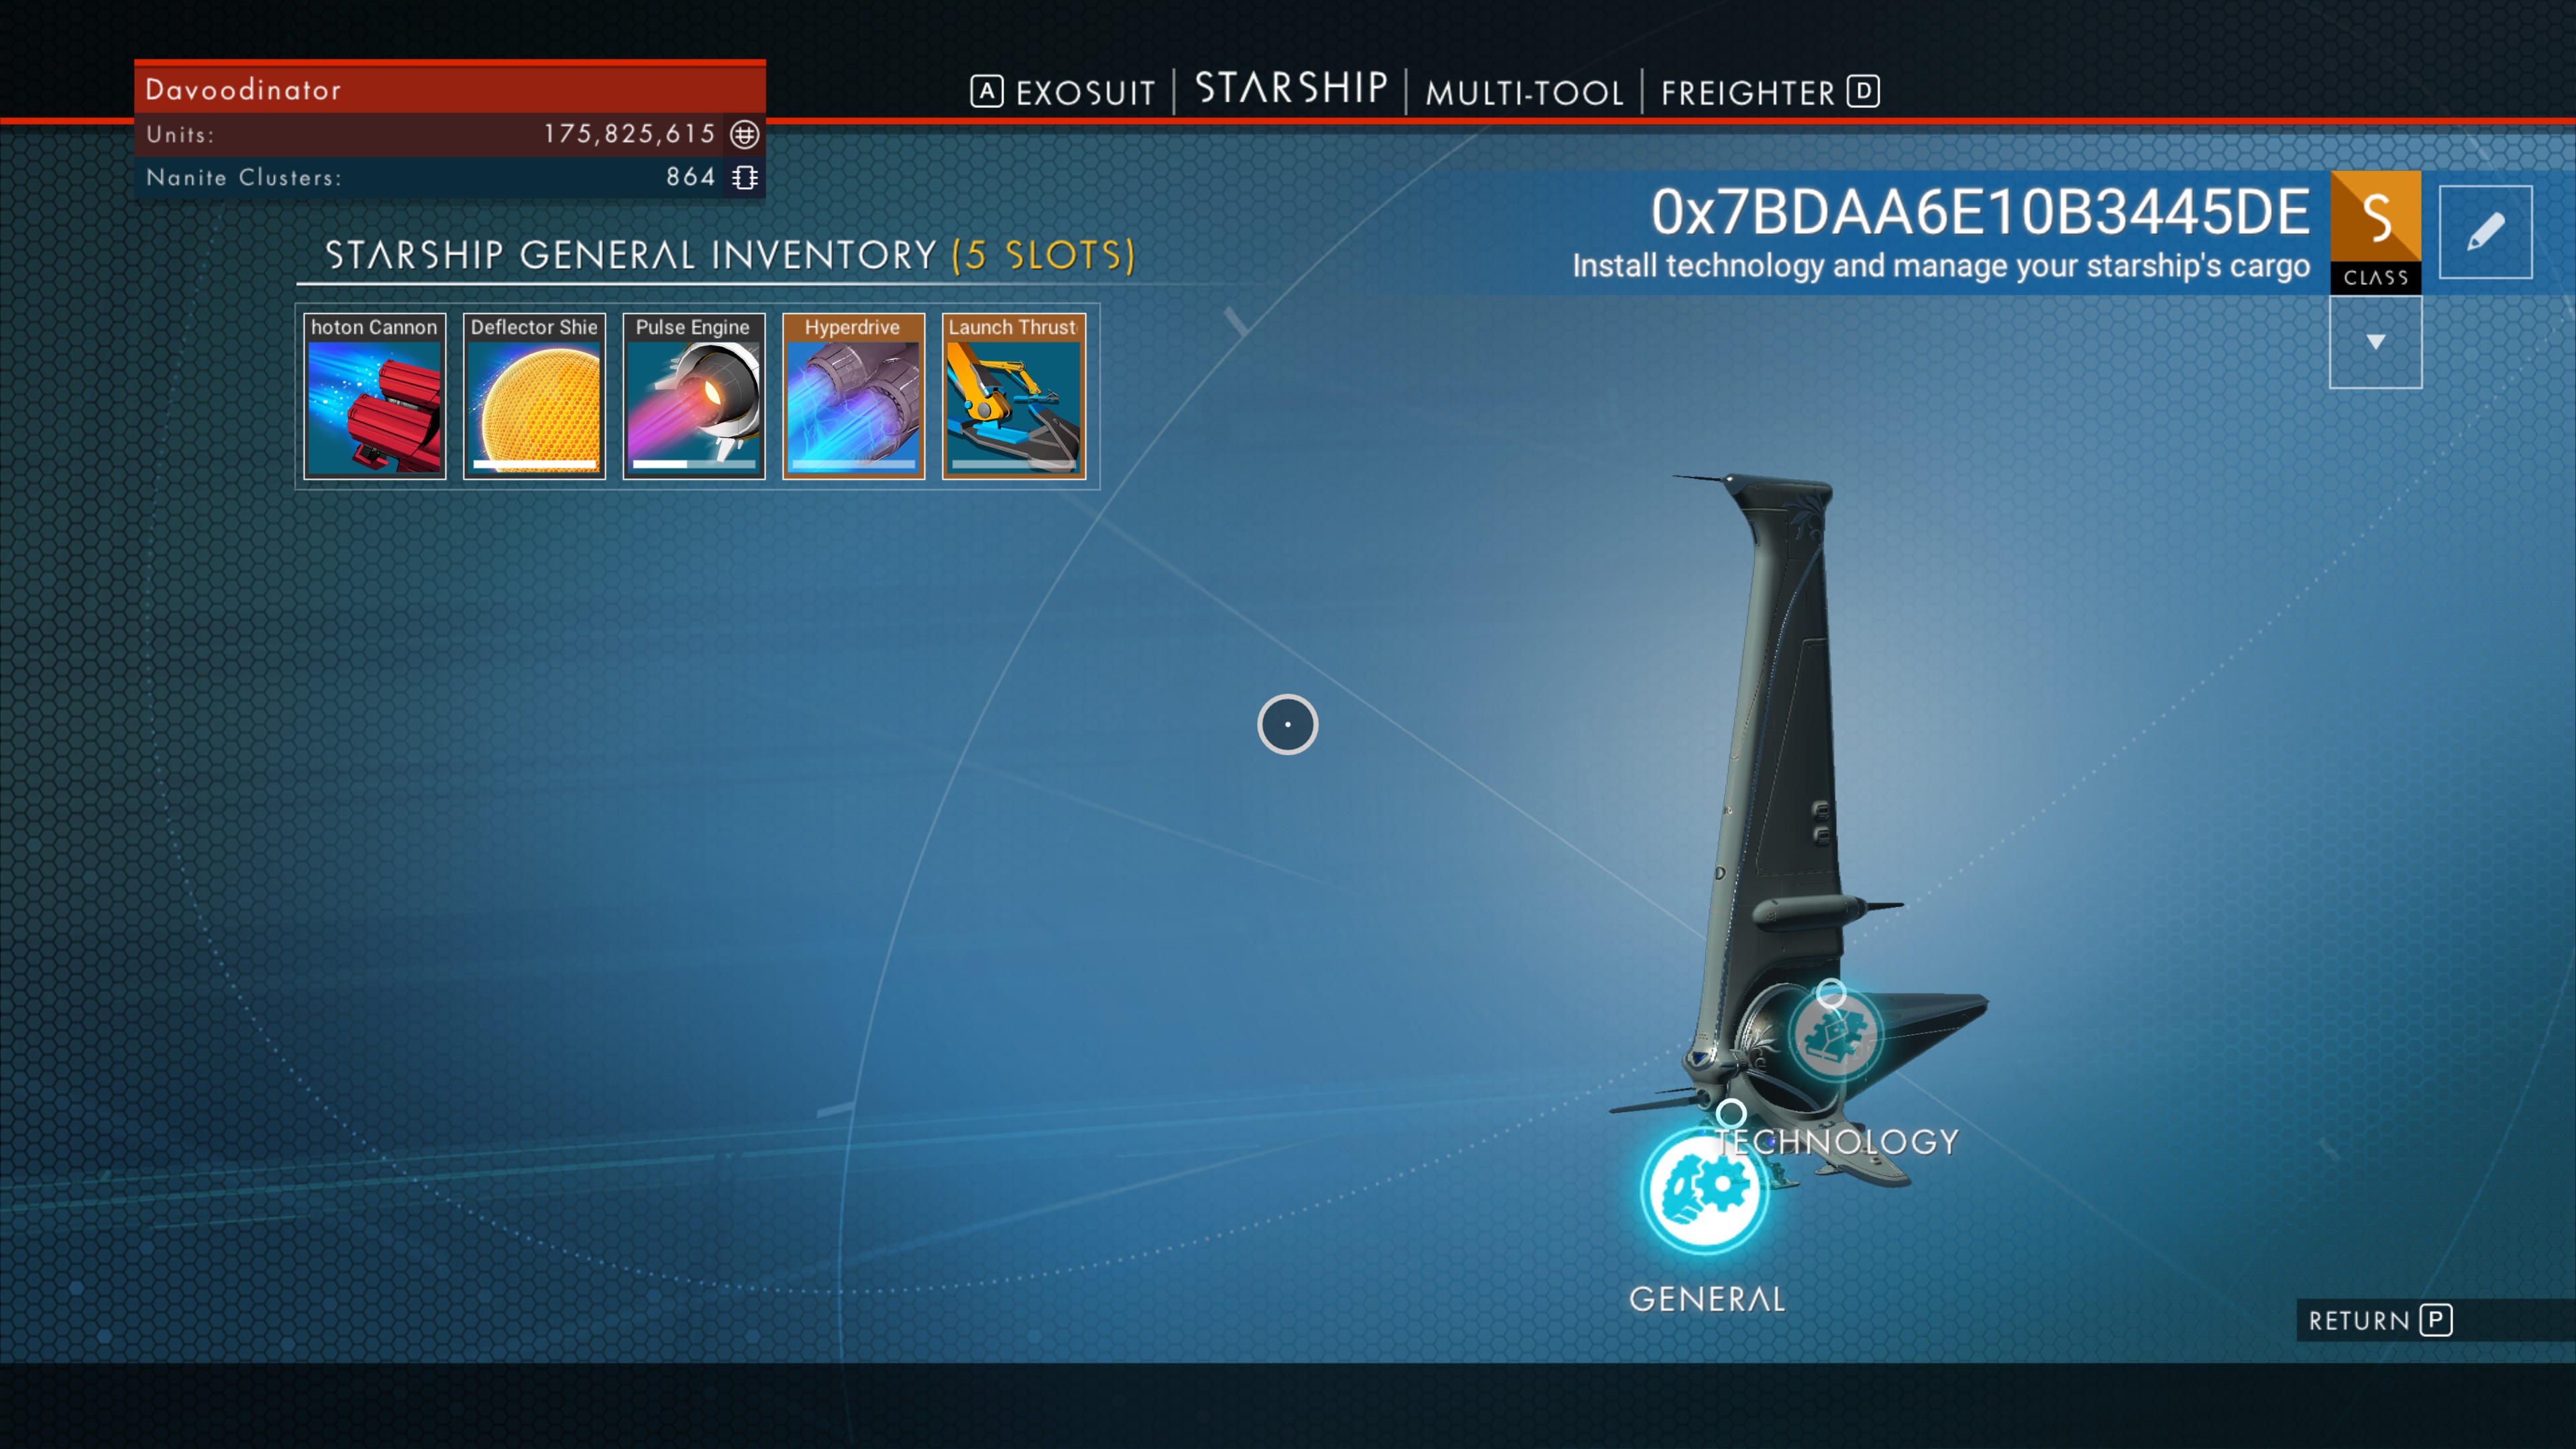 Davoodinator
Units: 175,825,615
Nanite Clusters: 864
A EXOSUIT STARSHIP MULTI-TOOL FREIGHTER D
0x7BDAA6E10B3445DE
Install technology and manage your starship's cargo
S
CLASS
STARSHIP GENERAL INVENTORY (5 SLOTS)
hoton Cannon Deflector Shie Pulse Engine Hyperdrive Launch Thrust
TECHNOLOGY
GENERAL
RETURN P